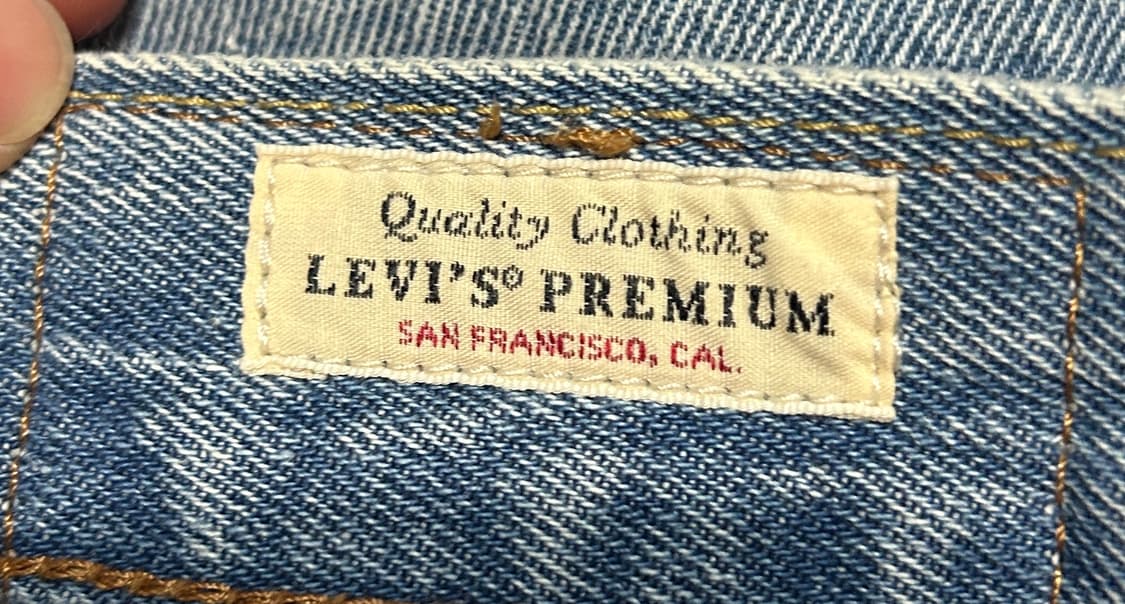 Quality Clothing
LEVI'S® PREMIUM
SAN FRANCISCO, CAL.